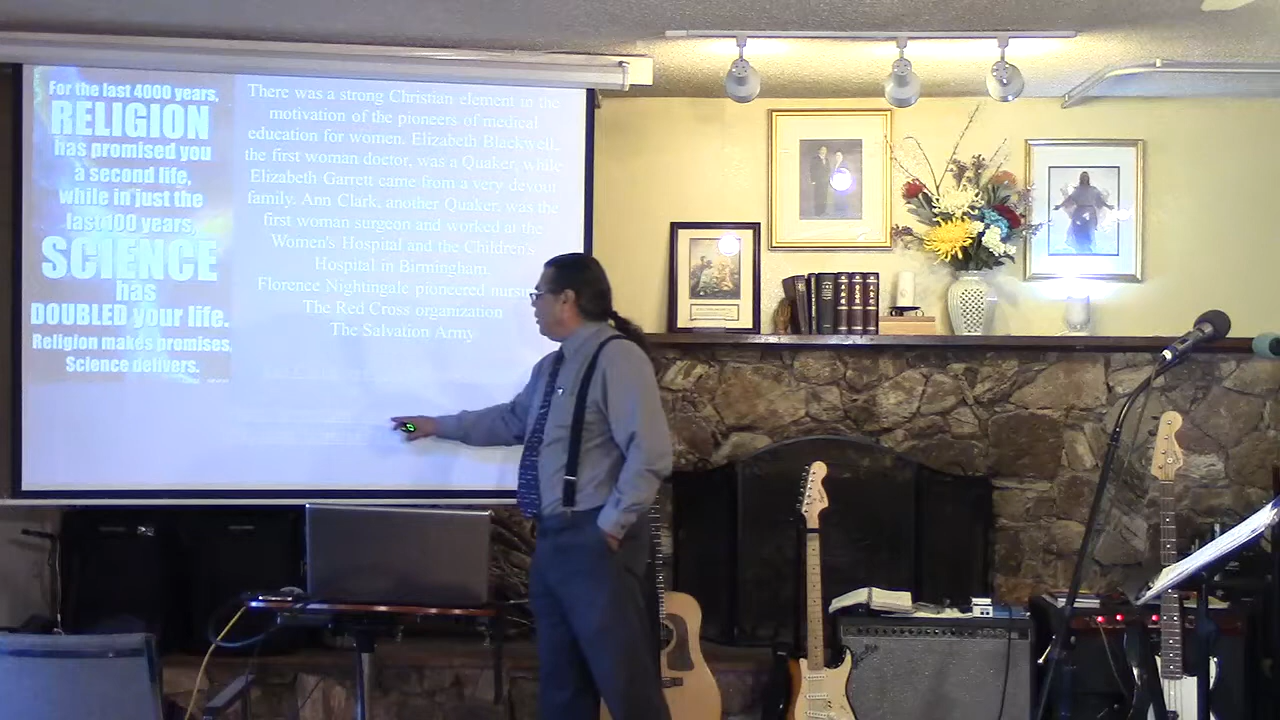 For the last 4000 years,
RELIGION
has promised you
a second life,
while in just the
last 100 years,
SCIENCE
has
DOUBLED your life.
Religion makes promises,
Science delivers.
There was a strong Christian element in the
motivation of the pioneers of medical
education for women. Elizabeth Blackwell,
the first woman doctor, was a Quaker, while
Elizabeth Garrett came from a very devout
family. Ann Clark, another Quaker, was the
first woman surgeon and worked at the
Women's Hospital and the Children's
Hospital in Birmingham.
Florence Nightingale pioneered
The Red Cross organization
The Salvation Army